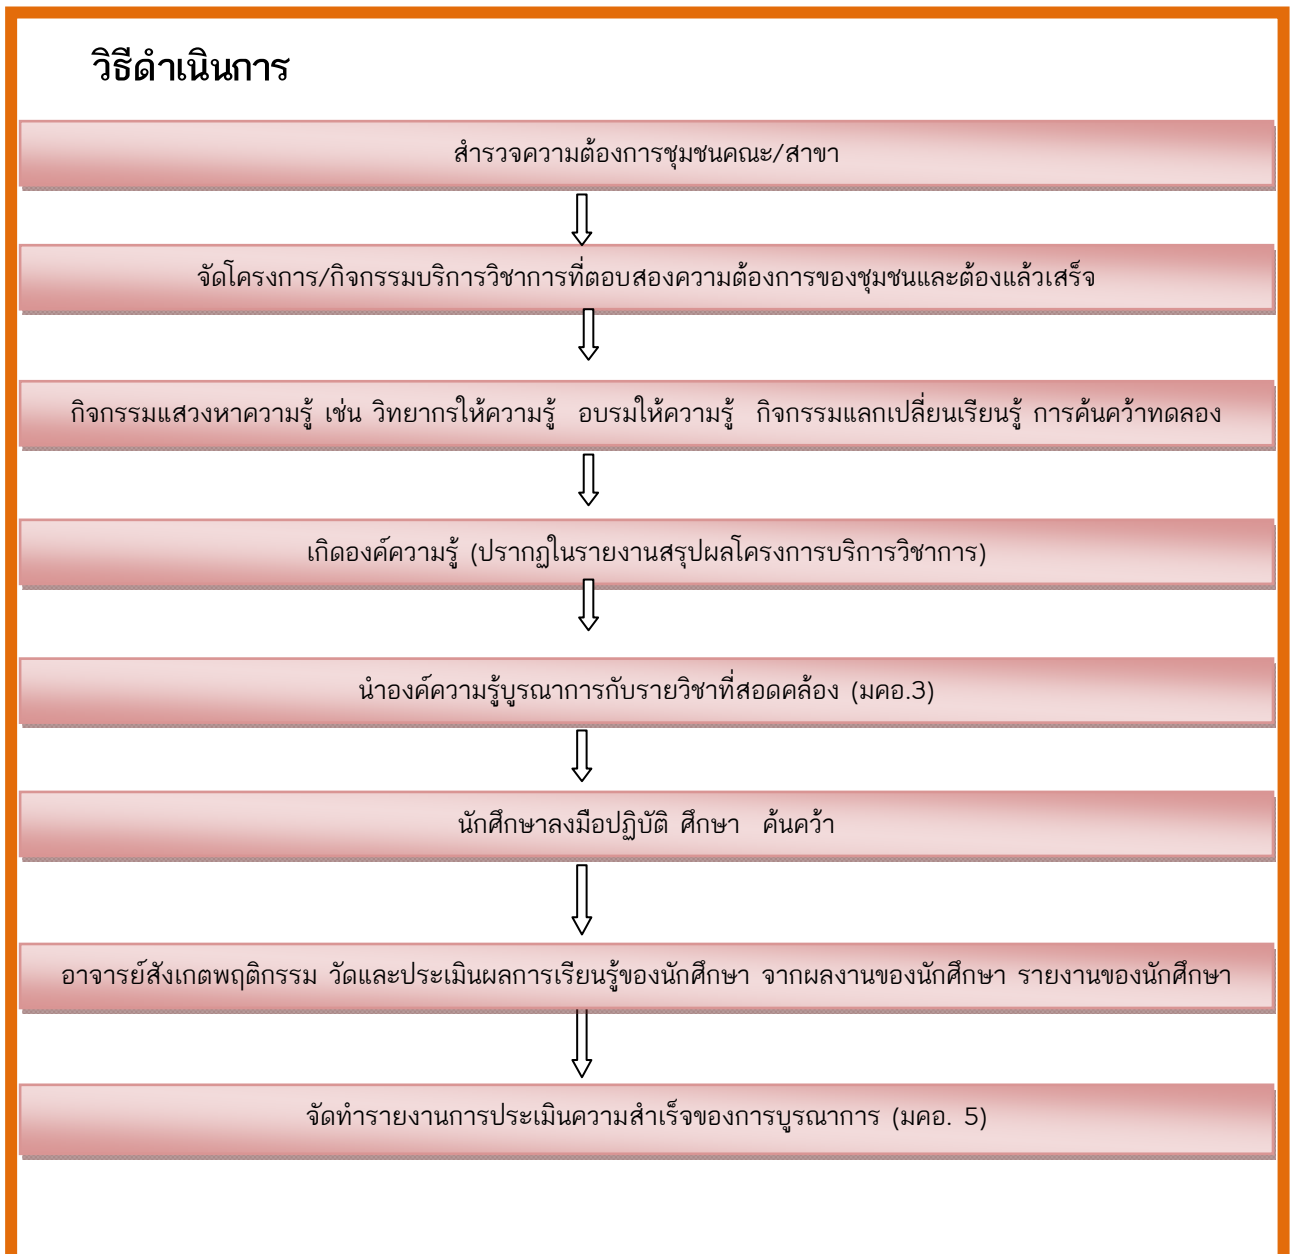 วิธีดำเนินการ
สำรวจความต้องการชุมชนคณะ/สาขา
จัดโครงการ/กิจกรรมบริการวิชาการที่ตอบสองความต้องการของชุมชนและต้องแล้วเสร็จ
กิจกรรมแสวงหาความรู้ เช่น วิทยากรให้ความรู้ อบรมให้ความรู้ กิจกรรมแลกเปลี่ยนเรียนรู้ การค้นคว้าทดลอง
เกิดองค์ความรู้ (ปรากฏในรายงานสรุปผลโครงการบริการวิชาการ)
นำองค์ความรู้บูรณาการกับรายวิชาที่สอดคล้อง (มคอ.3)
นักศึกษาลงมือปฏิบัติ ศึกษา ค้นคว้า
อาจารย์สังเกตพฤติกรรม วัดและประเมินผลการเรียนรู้ของนักศึกษา จากผลงานของนักศึกษา รายงานของนักศึกษา
จัดทำรายงานการประเมินความสำเร็จของการบูรณาการ (มคอ. 5)